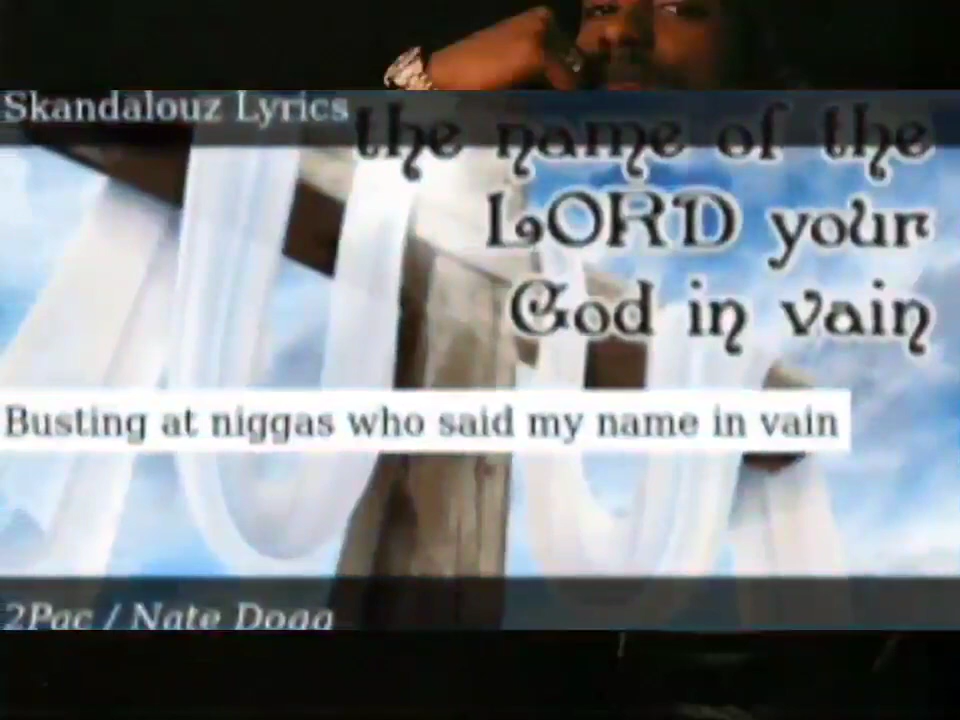 Skandalouz Lyrics
the name of the
LORD your
God in vain
Busting at niggas who said my name in vain
2Pac / Nate Dogg